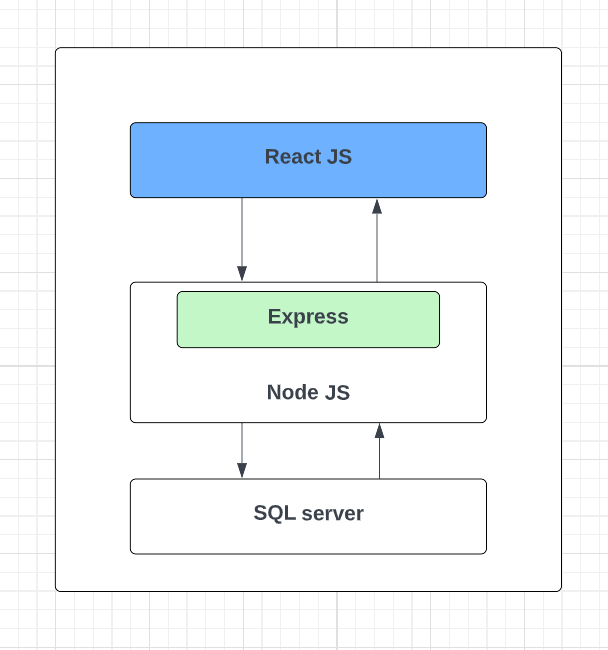 React JS
Express
Node JS
SQL server